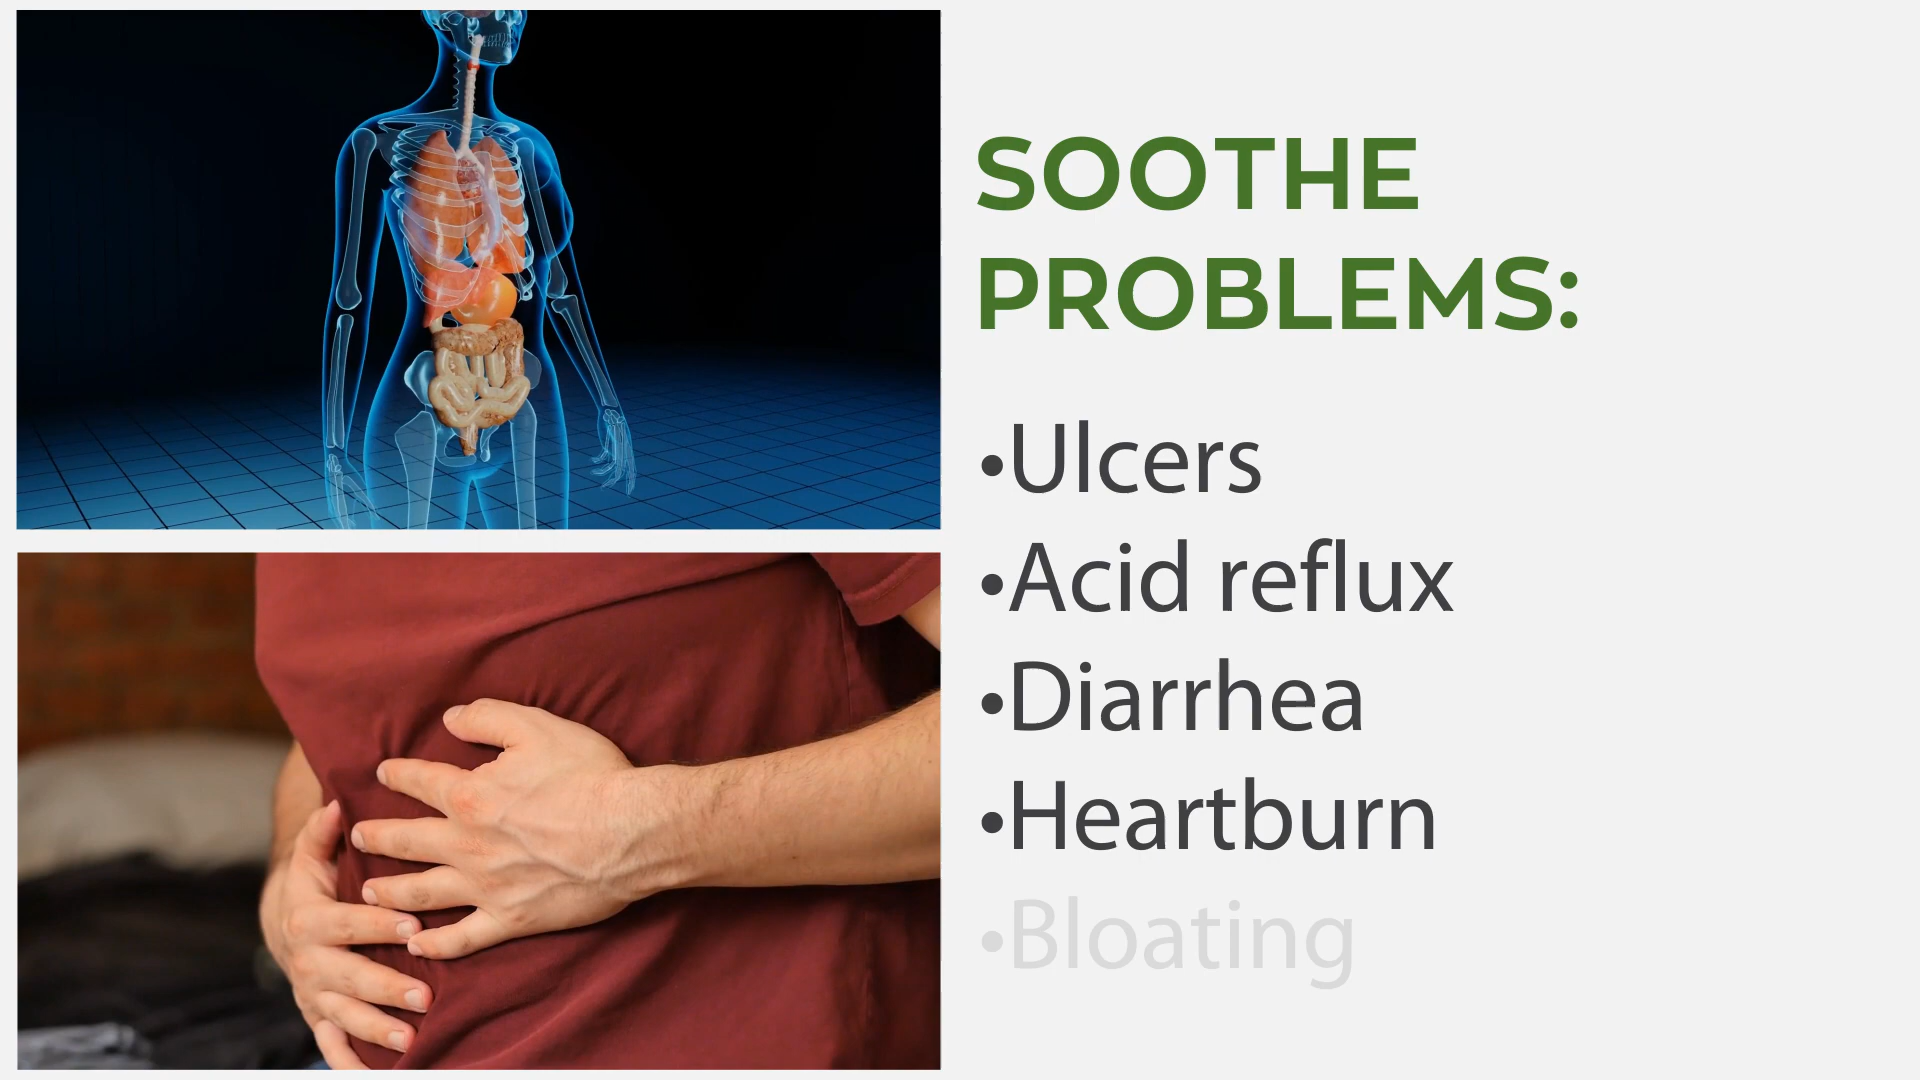 SOOTHE
PROBLEMS:
•Ulcers
•Acid reflux
•Diarrhea
•Heartburn
•Bloating